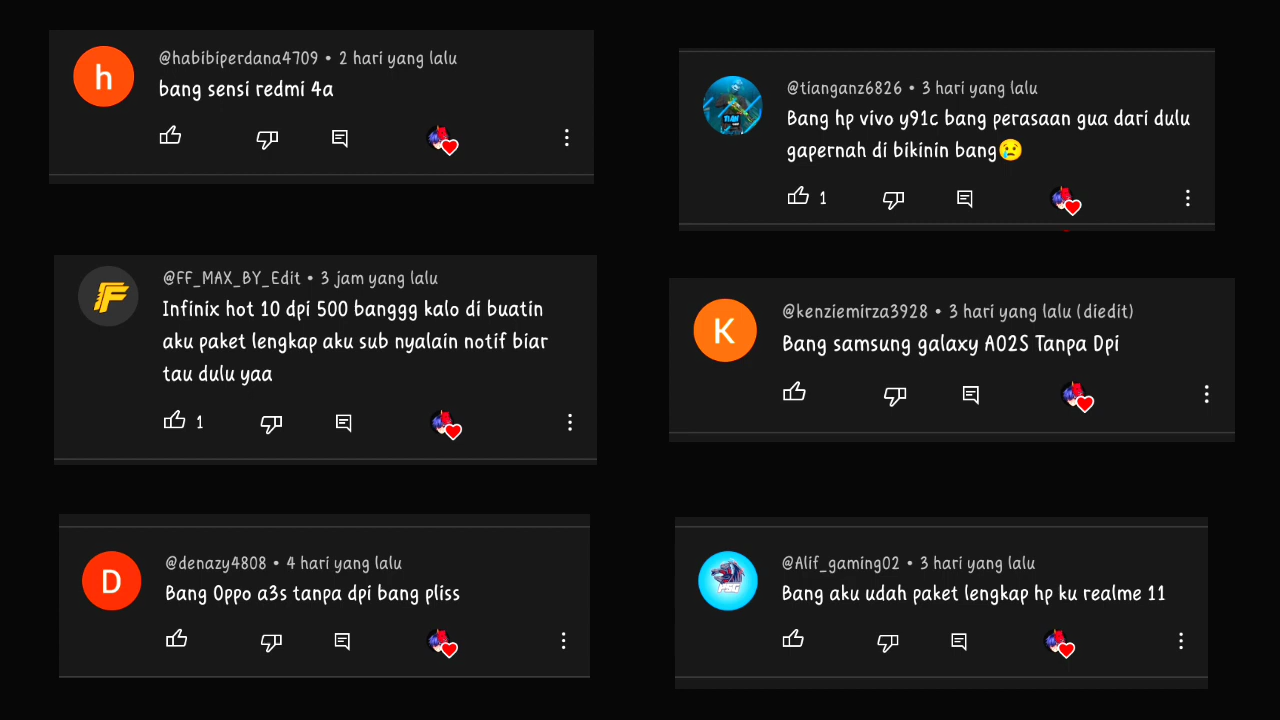 h
@habibiperdana4709 • 2 hari yang lalu
bang sensi redmi 4a
@FF_MAX_BY_Edit • 3 jam yang lalu
Infinix hot 10 dpi 500 banggg kalo di buatin
aku paket lengkap aku sub nyalain notif biar
tau dulu yaa
1
D
@denazy4808 • 4 hari yang lalu
Bang Oppo a3s tanpa dpi bang pliss
TIAN
@tianganz6826 • 3 hari yang lalu
Bang hp vivo y91c bang perasaan gua dari dulu
gapernah di bikinin bang😢
1
K
@kenziemirza3928 • 3 hari yang lalu (diedit)
Bang samsung galaxy A02S Tanpa Dpi
PSG
@Alif_gaming02 • 3 hari yang lalu
Bang aku udah paket lengkap hp ku realme 11